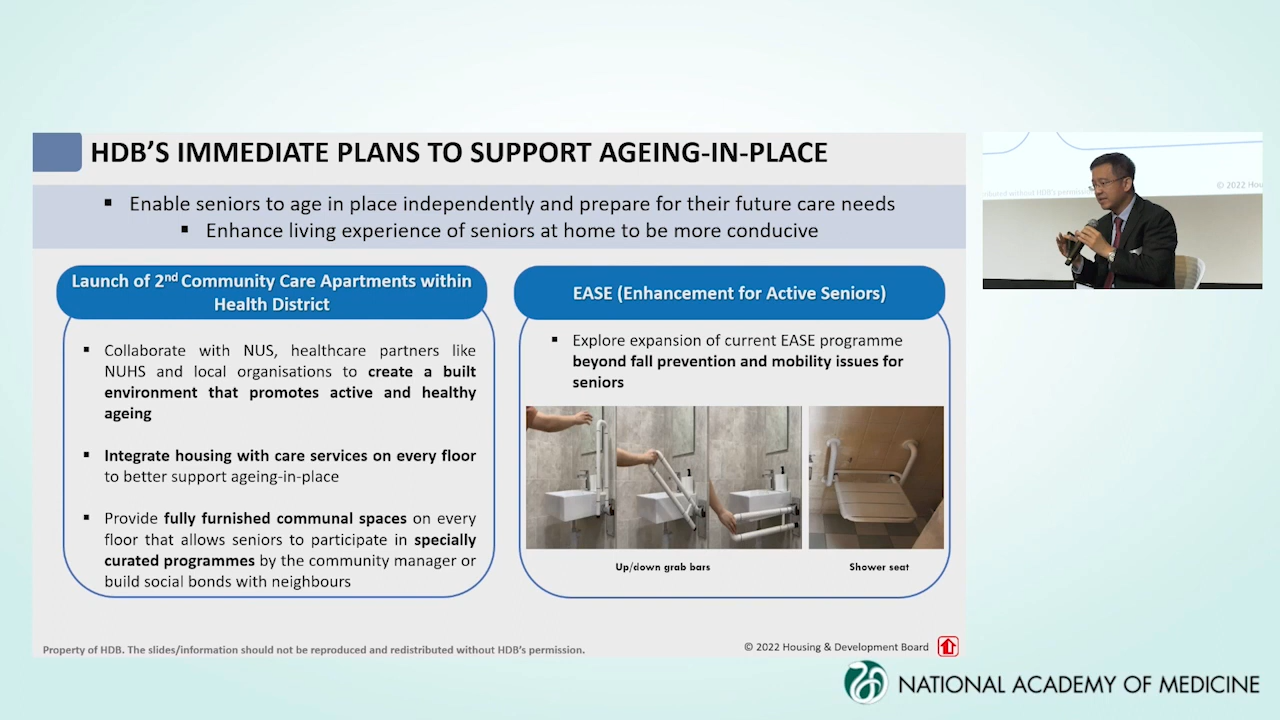 HDB'S IMMEDIATE PLANS TO SUPPORT AGEING-IN-PLACE
▪ Enable seniors to age in place independently and prepare for their future care needs
▪ Enhance living experience of seniors at home to be more conducive
Launch of 2nd Community Care Apartments within
Health District
▪ Collaborate with NUS, healthcare partners like
NUHS and local organisations to create a built
environment that promotes active and healthy
ageing
▪ Integrate housing with care services on every floor
to better support ageing-in-place
▪ Provide fully furnished communal spaces on every
floor that allows seniors to participate in specially
curated programmes by the community manager or
build social bonds with neighbours
EASE (Enhancement for Active Seniors)
▪ Explore expansion of current EASE programme
beyond fall prevention and mobility issues for
seniors
Up/down grab bars
Shower seat
Property of HDB. The slides/information should not be reproduced and redistributed without HDB's permission.
© 2022 Housing & Development Board
© 2022 Hou
NATIONAL ACADEMY OF MEDICINE